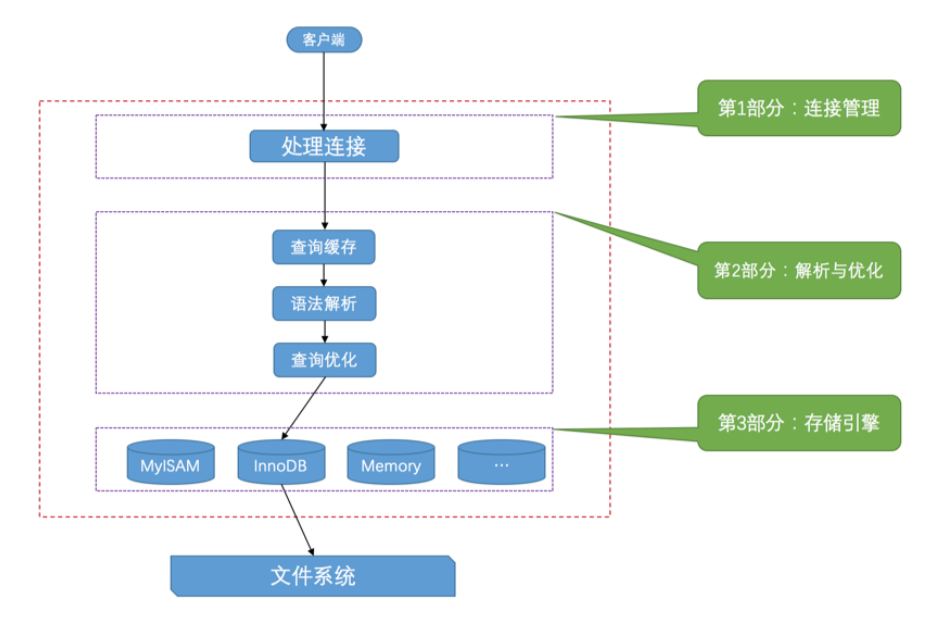 客户端
第1部分：连接管理
处理连接
查询缓存
第2部分：解析与优化
语法解析
查询优化
第3部分：存储引擎
MyISAM
InnoDB
Memory
…
文件系统